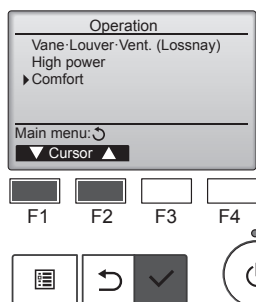 Operation
Vane·Louver·Vent. (Lossnay)
High power
Comfort
Main menu:
▼ Cursor ▲
F1 F2 F3 F4